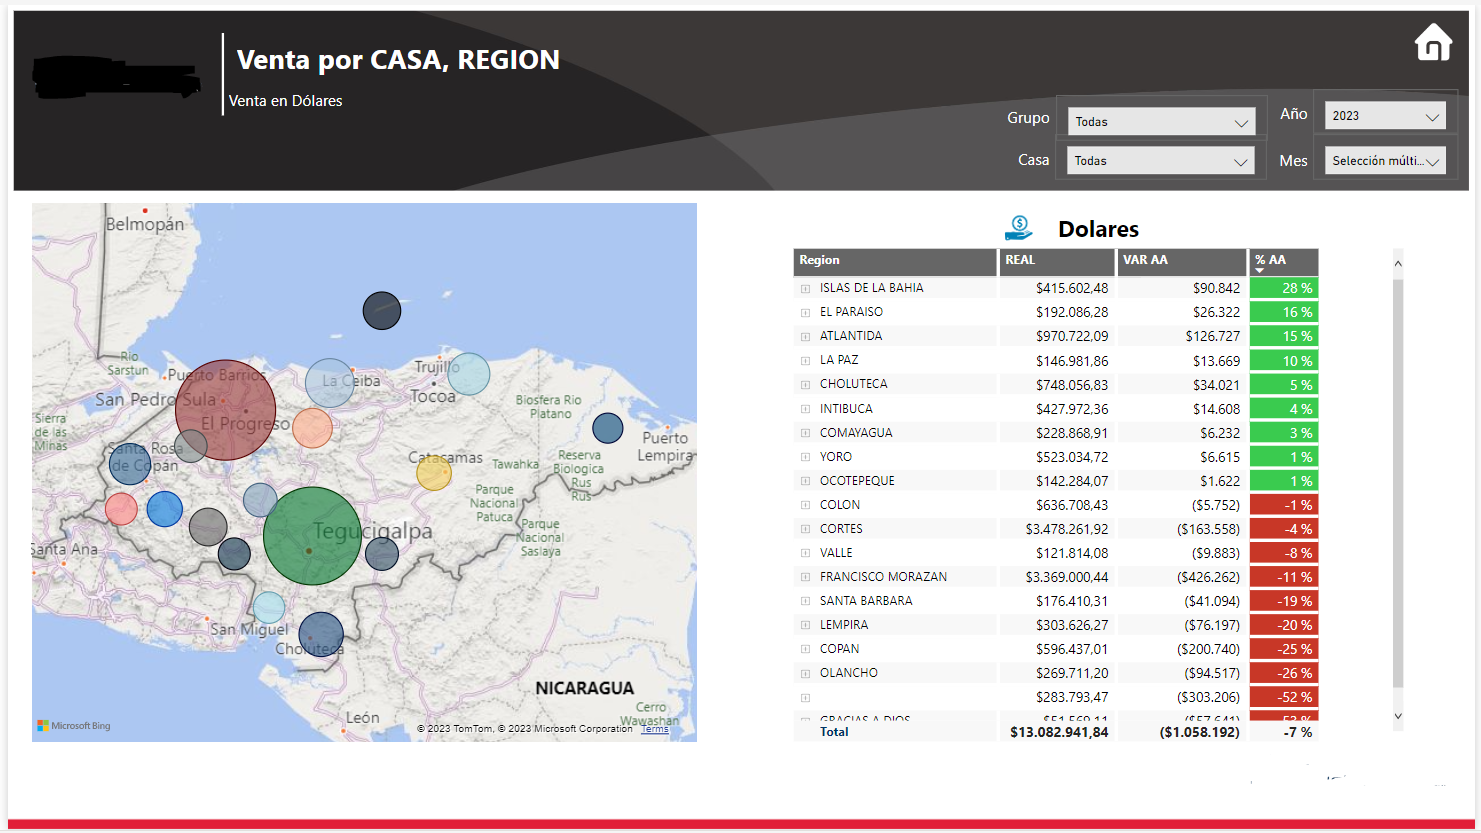 Venta por CASA, REGION
Venta en Dólares
Grupo
Todas
Año
2023
Casa
Todas
Mes
Selección múlti...
Belmopán
Rio
Sarstun
Puerto Barrios
San Pedro Sula
El Progreso
La Ceiba
Trujillo
Tocoa
Sierra
de las
Minas
Santa Rosa
de Copán
Biosfera Rio
Platano
Puerto
Lempira
Catacamas
Tawahka
Reserva
Biologica
Rus
Rus
Parque
Nacional
Patuca
Parque
Nacional
Saslaya
Tegucigalpa
Santa Ana
San Miguel
Choluteca
NICARAGUA
León
Cerro
Wawashan
Microsoft Bing
© 2023 TomTom, © 2023 Microsoft Corporation Terms
Dolares
Region REAL VAR AA % AA
ISLAS DE LA BAHIA $415.602,48 $90.842 28 %
EL PARAISO $192.086,28 $26.322 16 %
ATLANTIDA $970.722,09 $126.727 15 %
LA PAZ $146.981,86 $13.669 10 %
CHOLUTECA $748.056,83 $34.021 5 %
INTIBUCA $427.972,36 $14.608 4 %
COMAYAGUA $228.868,91 $6.232 3 %
YORO $523.034,72 $6.615 1 %
OCOTEPEQUE $142.284,07 $1.622 1 %
COLON $636.708,43 ($5.752) -1 %
CORTES $3.478.261,92 ($163.558) -4 %
VALLE $121.814,08 ($9.883) -8 %
FRANCISCO MORAZAN $3.369.000,44 ($426.262) -11 %
SANTA BARBARA $176.410,31 ($41.094) -19 %
LEMPIRA $303.626,27 ($76.197) -20 %
COPAN $596.437,01 ($200.740) -25 %
OLANCHO $269.711,20 ($94.517) -26 %
$283.793,47 ($303.206) -52 %
GRACIAS A DIOS $51.569,11 ($57.641) -53 %
Total $13.082.941,84 ($1.058.192) -7 %